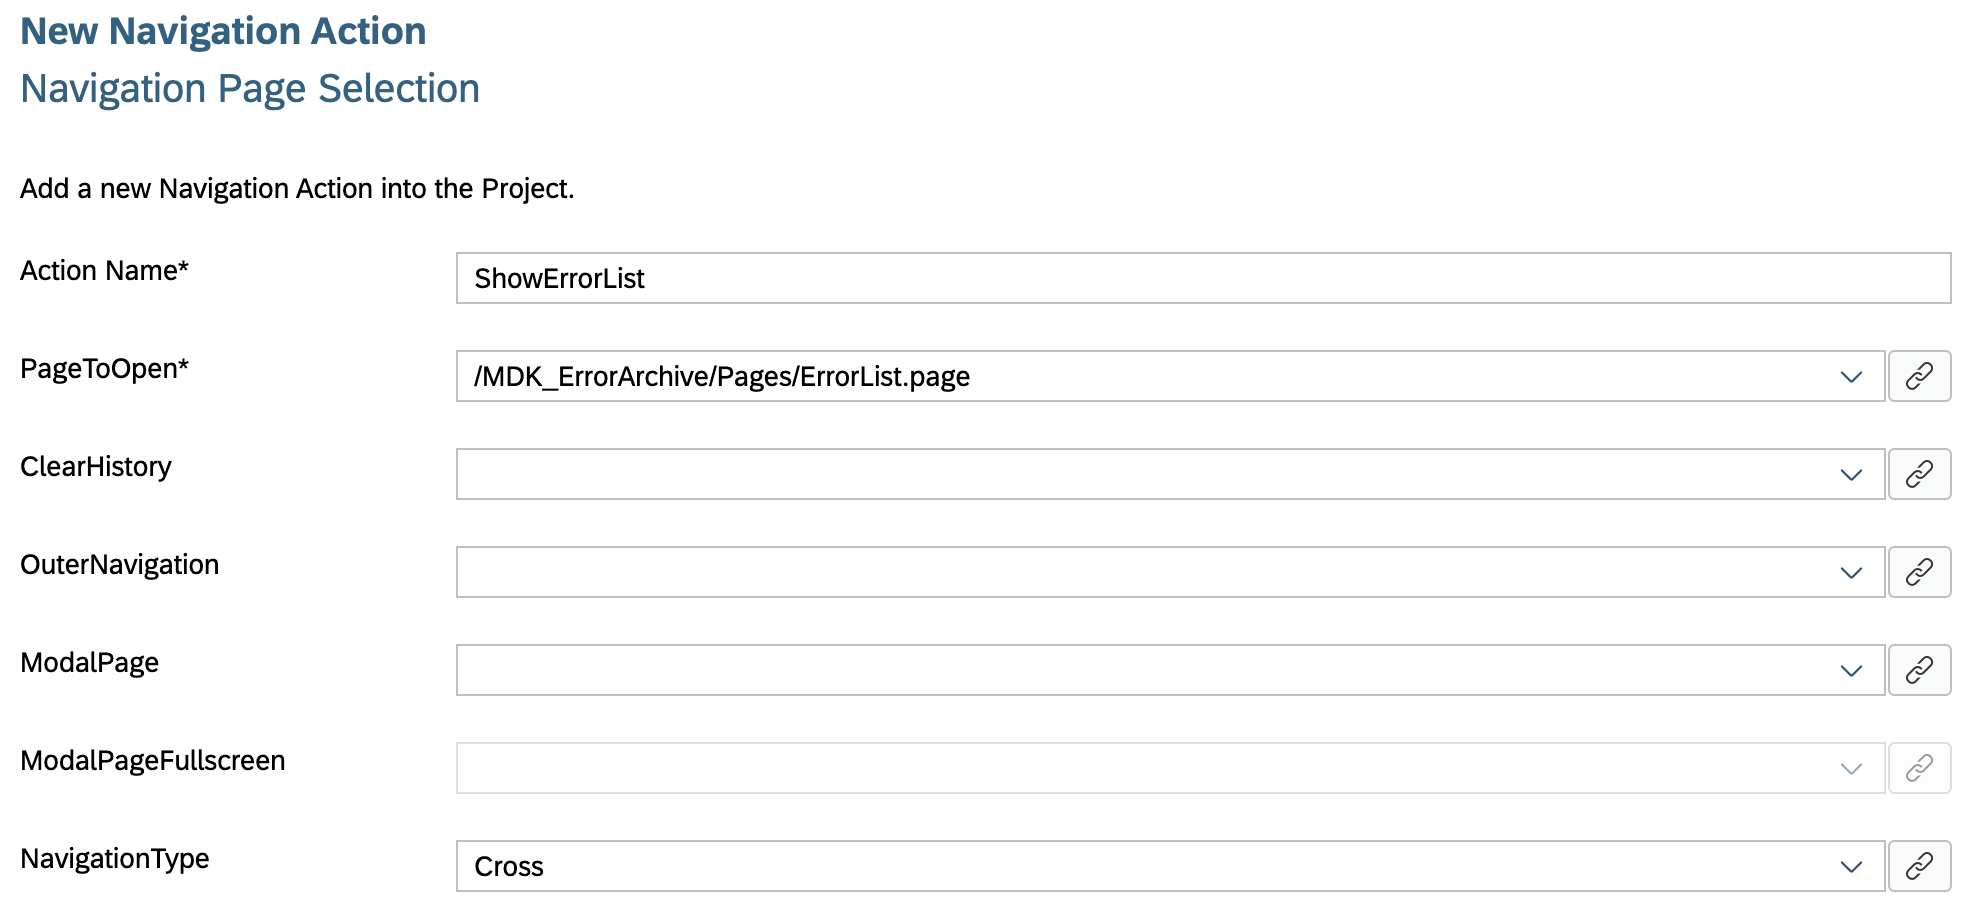 New Navigation Action
Navigation Page Selection
Add a new Navigation Action into the Project.
Action Name*
ShowErrorList
PageToOpen*
/MDK_ErrorArchive/Pages/ErrorList.page
ClearHistory
OuterNavigation
ModalPage
ModalPageFullscreen
NavigationType
Cross